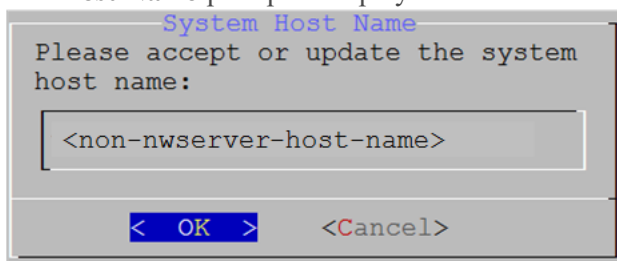 System Host Name
Please accept or update the system
host name:
<non-nwserver-host-name>
< OK > <Cancel>